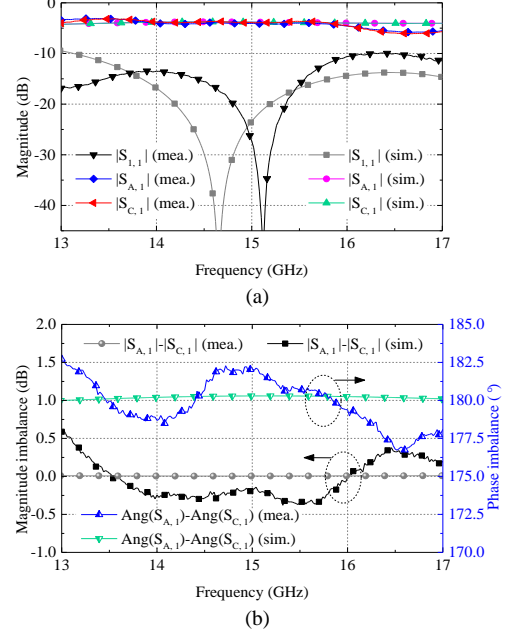 0
-10
-20
-30
-40
Magnitude (dB)
|S1, 1| (mea.)
|SA, 1| (mea.)
|SC, 1| (mea.)
|S1, 1| (sim.)
|SA, 1| (sim.)
|SC, 1| (sim.)
13 14 15 16 17
Frequency (GHz)
(a)
2.0
1.5
1.0
0.5
0.0
-0.5
-1.0
Magnitude imbalance (dB)
|SA, 1|-|SC, 1| (mea.)
|SA, 1|-|SC, 1| (sim.)
Ang(SA, 1)-Ang(SC, 1) (mea.)
Ang(SA, 1)-Ang(SC, 1) (sim.)
185.0
182.5
180.0
177.5
175.0
172.5
170.0
Phase imbalance (°)
13 14 15 16 17
Frequency (GHz)
(b)